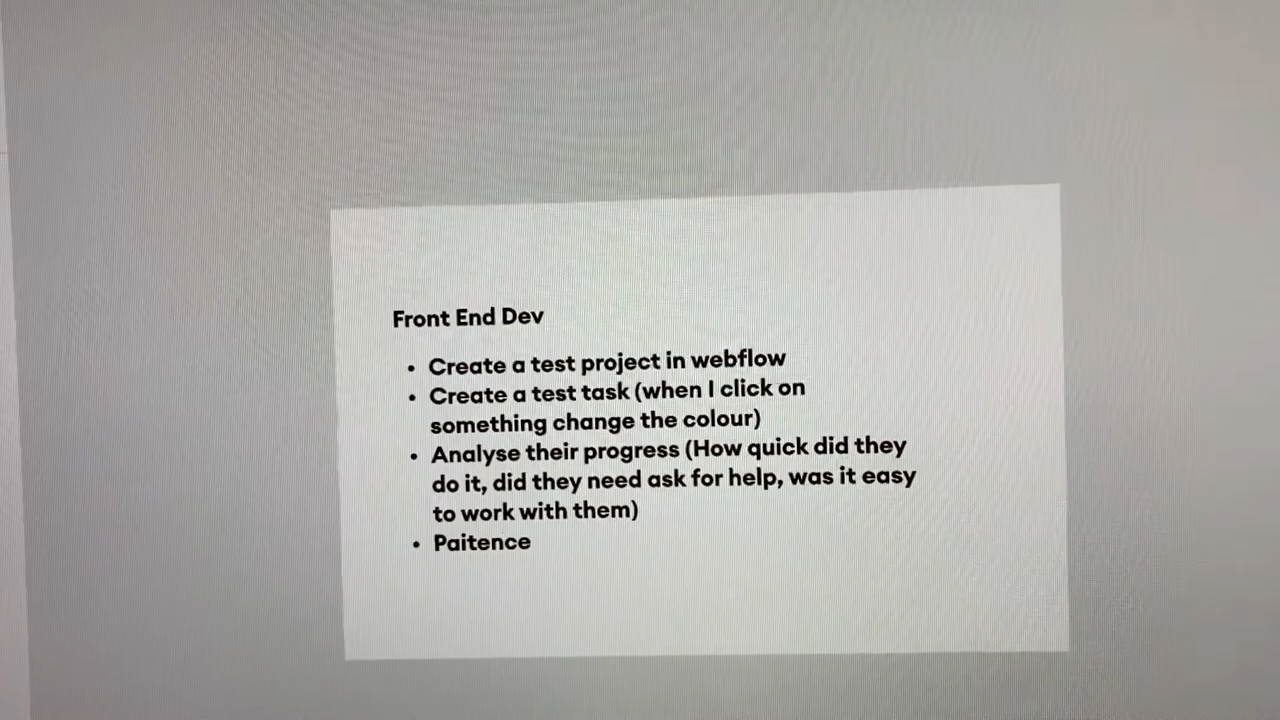 Front End Dev
• Create a test project in webflow
• Create a test task (when I click on
something change the colour)
• Analyse their progress (How quick did they
do it, did they need ask for help, was it easy
to work with them)
• Paitence